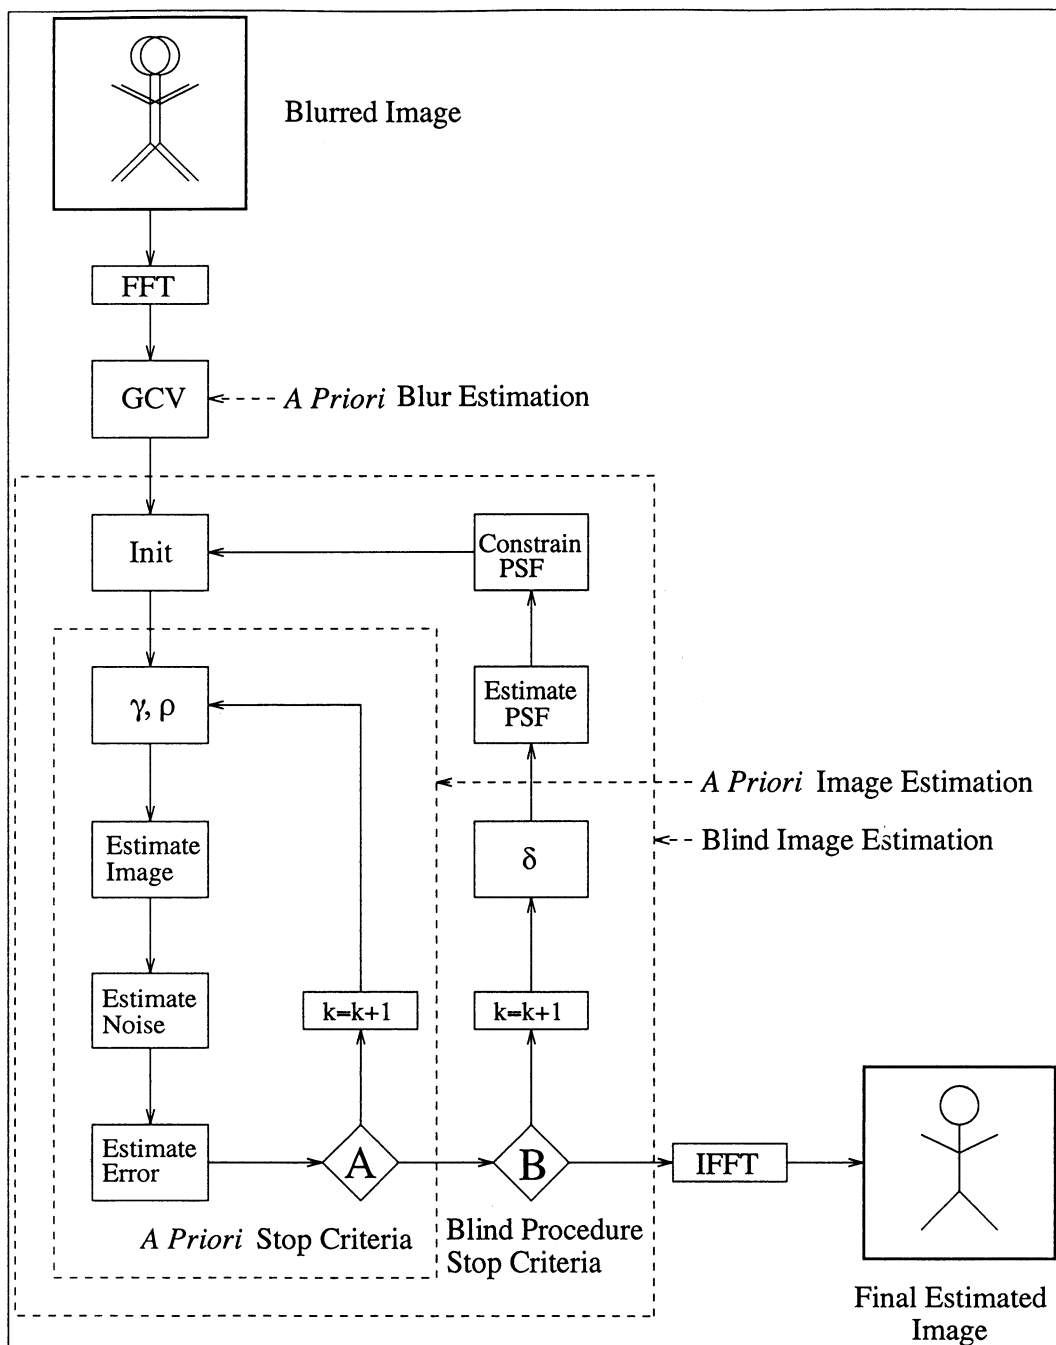 Blurred Image
FFT
GCV
A Priori Blur Estimation
Init
Constrain
PSF
γ, ρ
Estimate
PSF
A Priori Image Estimation
Blind Image Estimation
Estimate
Image
δ
Estimate
Noise
k=k+1
k=k+1
Estimate
Error
A
B
IFFT
A Priori Stop Criteria
Blind Procedure
Stop Criteria
Final Estimated
Image